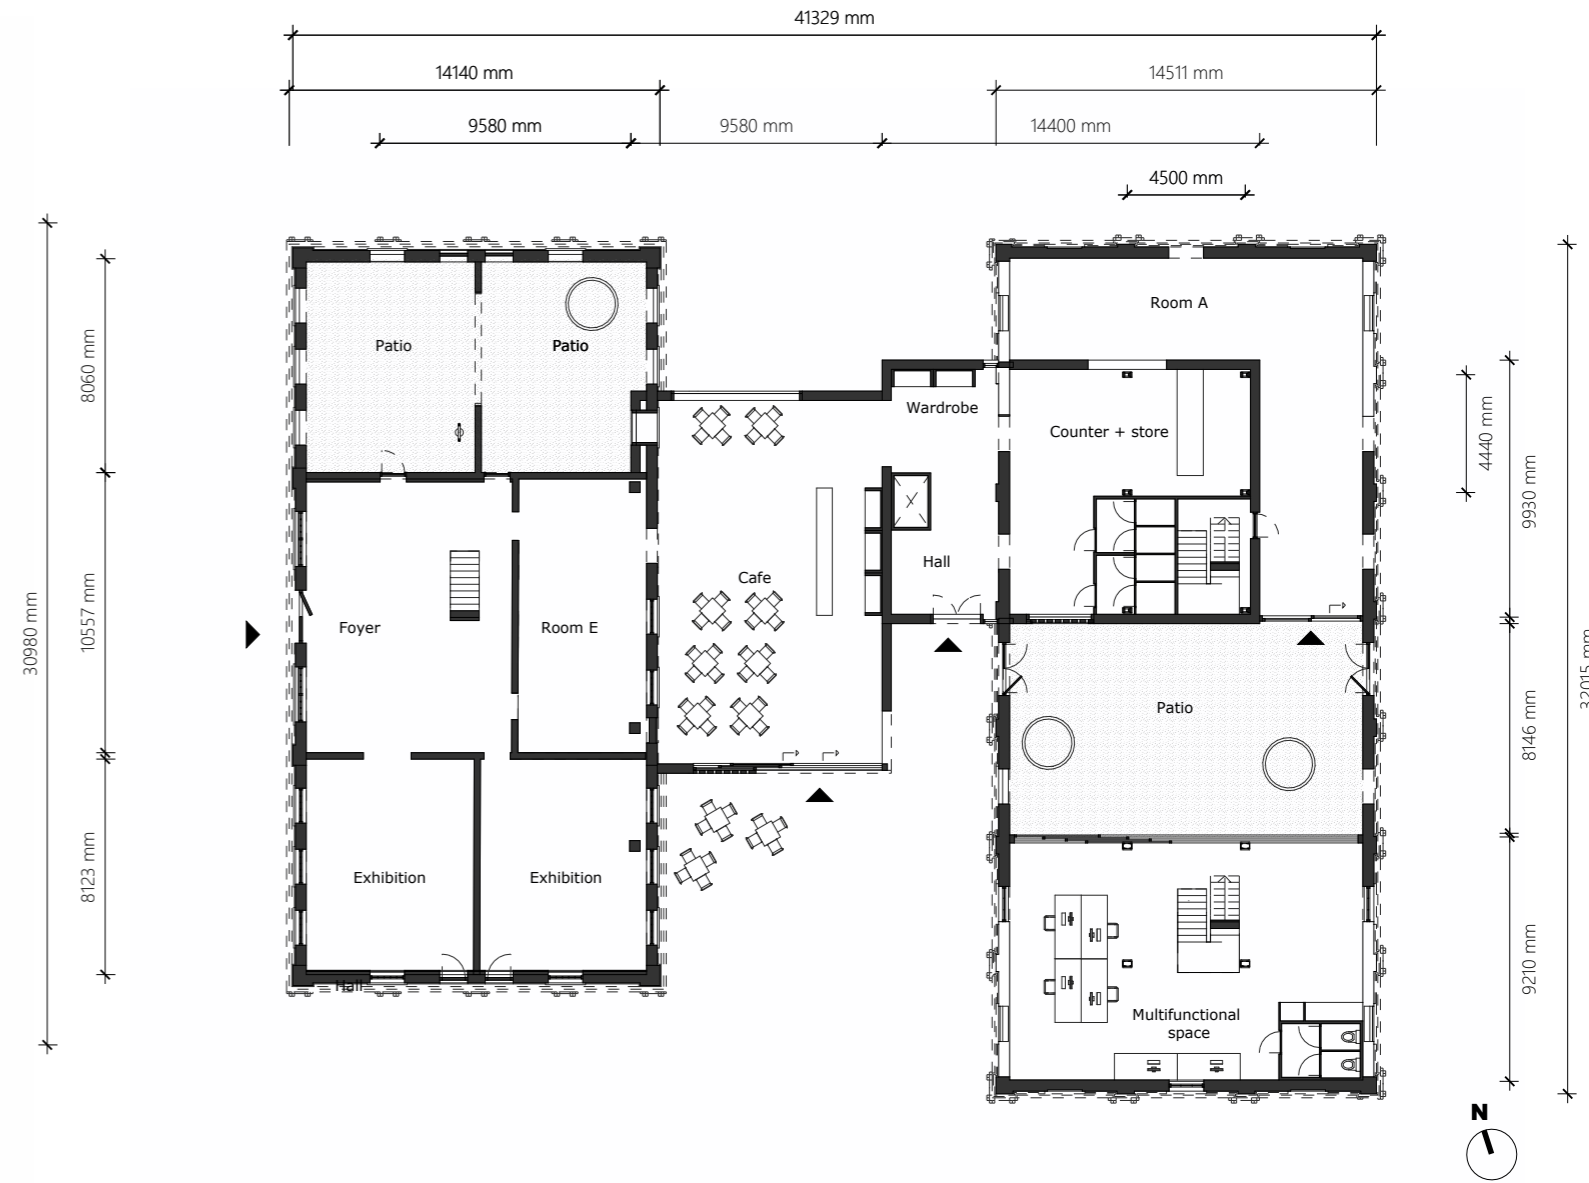 41329 mm
14140 mm
14511 mm
9580 mm
9580 mm
14400 mm
4500 mm
Room A
Patio
Patio
8060 mm
Wardrobe
Counter + store
4440 mm
9930 mm
Hall
Cafe
Foyer
Room E
10557 mm
30980 mm
32015 mm
Patio
8146 mm
Exhibition
Exhibition
8123 mm
9210 mm
Hall
Multifunctional
space
N